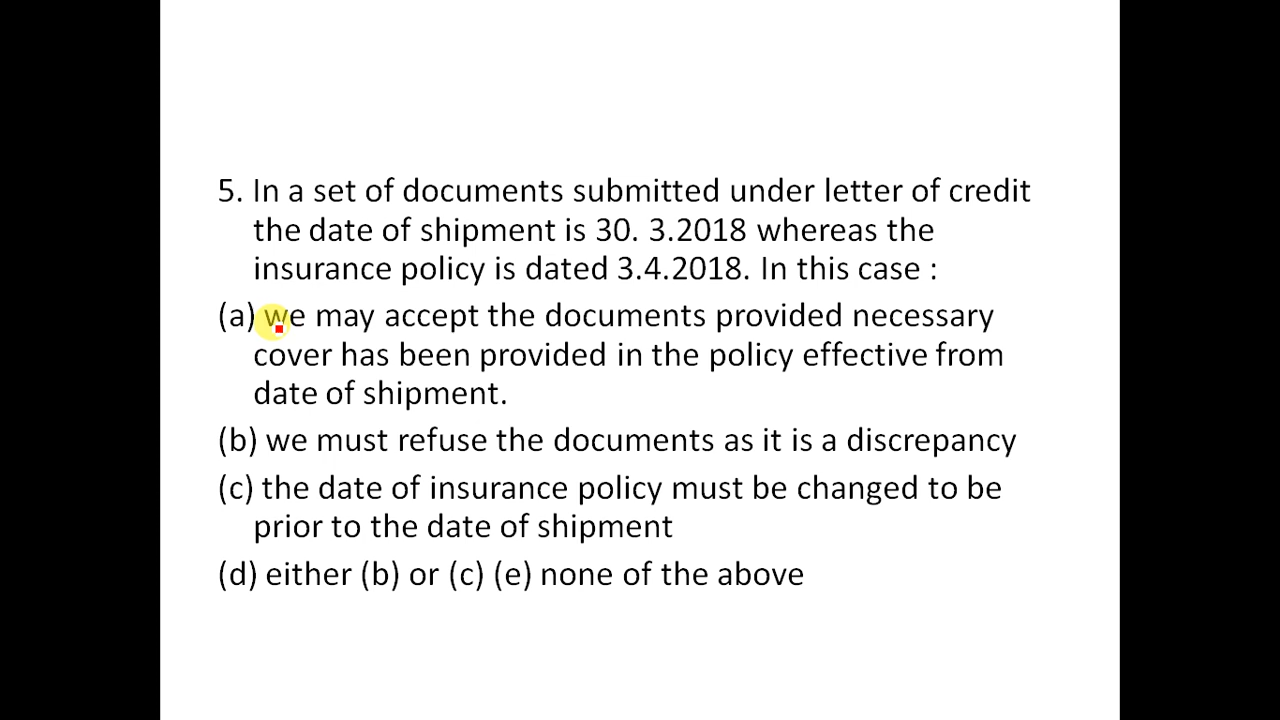 5. In a set of documents submitted under letter of credit
the date of shipment is 30. 3.2018 whereas the
insurance policy is dated 3.4.2018. In this case :
(a) we may accept the documents provided necessary
cover has been provided in the policy effective from
date of shipment.
(b) we must refuse the documents as it is a discrepancy
(c) the date of insurance policy must be changed to be
prior to the date of shipment
(d) either (b) or (c) (e) none of the above